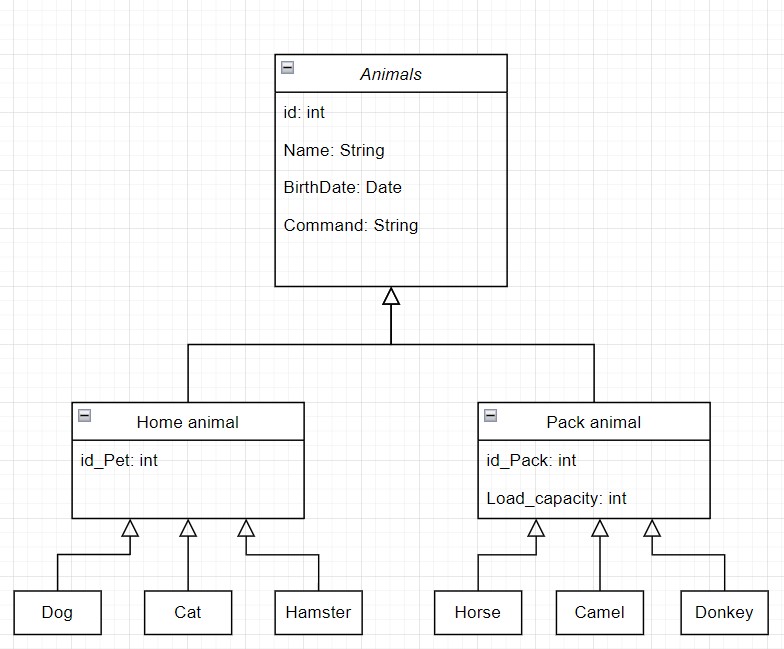 Animals
id: int
Name: String
BirthDate: Date
Command: String
Home animal
id_Pet: int
Pack animal
id_Pack: int
Load_capacity: int
Dog
Cat
Hamster
Horse
Camel
Donkey